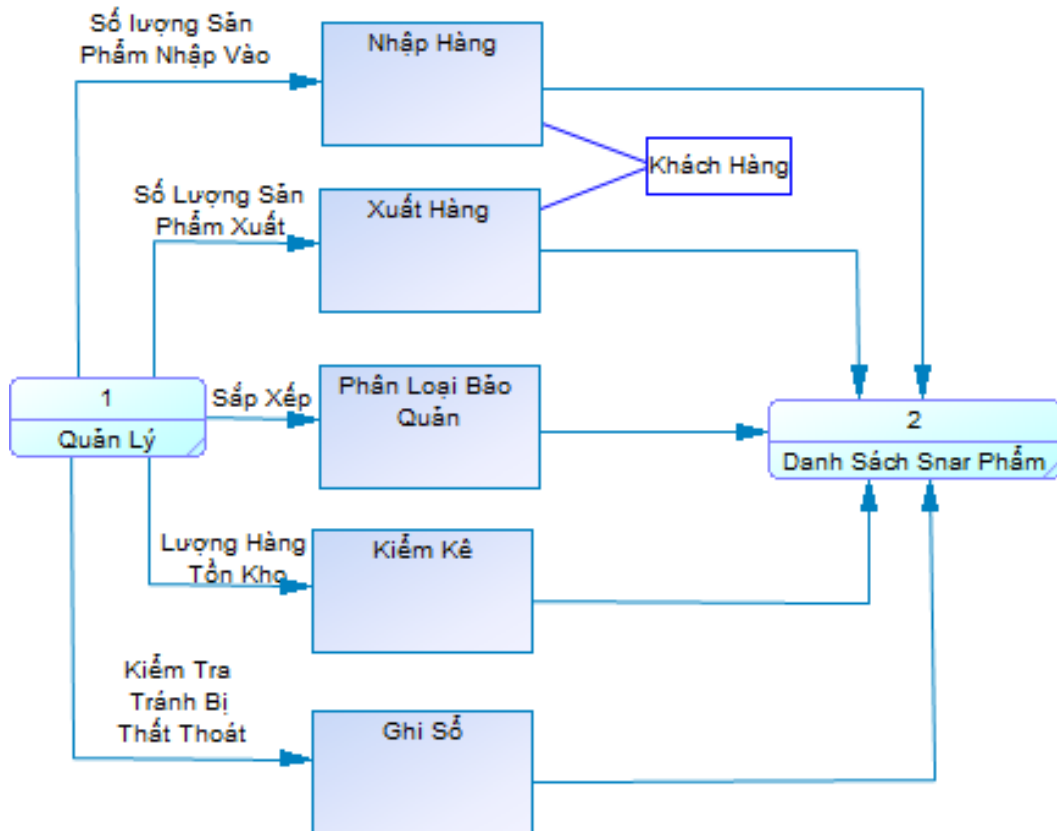 Số lượng Sản
Phẩm Nhập Vào
Nhập Hàng
Khách Hàng
Số Lượng Sản
Phẩm Xuất
Xuất Hàng
1
Quản Lý
Sắp Xếp
Phân Loại Bảo
Quản
2
Danh Sách Snar Phẩm
Lượng Hàng
Tồn Kho
Kiểm Kê
Kiểm Tra
Tránh Bị
Thất Thoát
Ghi Sổ